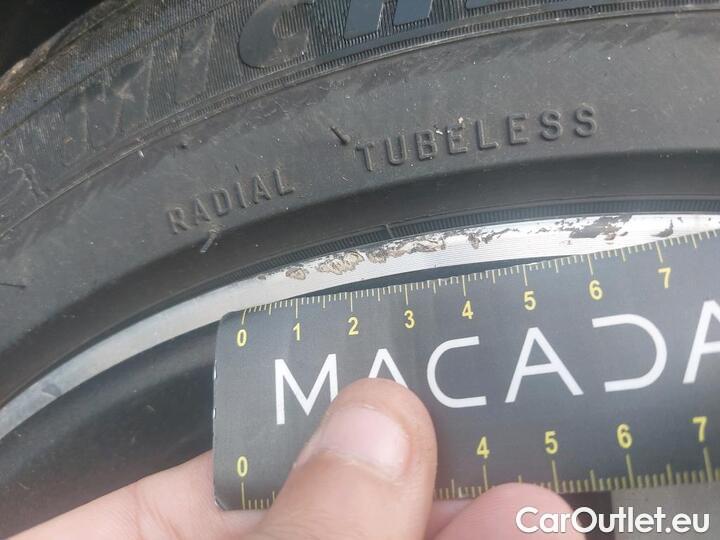 RADIAL TUBELESS
0 1 2 3 4 5 6 7
MACADA
0 4 5 6 7
CarOutlet.eu